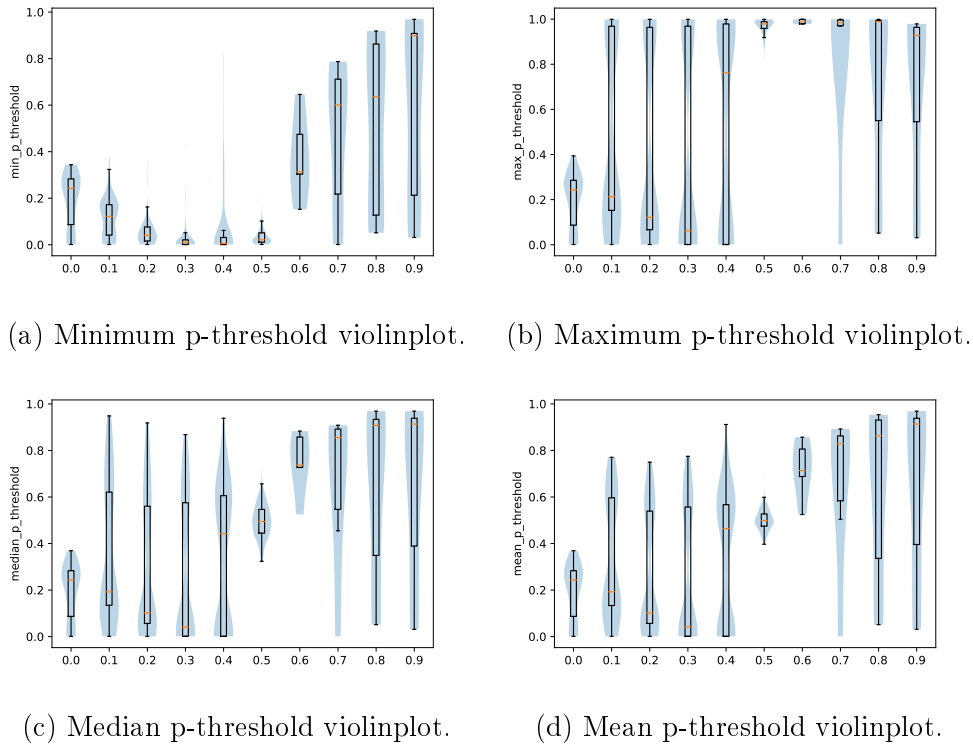 1.0
0.8
0.6
0.4
0.2
0.0
min_p_threshold
0.0 0.1 0.2 0.3 0.4 0.5 0.6 0.7 0.8 0.9
(a) Minimum p-threshold violinplot.
1.0
0.8
0.6
0.4
0.2
0.0
max_p_threshold
0.0 0.1 0.2 0.3 0.4 0.5 0.6 0.7 0.8 0.9
(b) Maximum p-threshold violinplot.
1.0
0.8
0.6
0.4
0.2
0.0
median_p_threshold
0.0 0.1 0.2 0.3 0.4 0.5 0.6 0.7 0.8 0.9
(c) Median p-threshold violinplot.
1.0
0.8
0.6
0.4
0.2
0.0
mean_p_threshold
0.0 0.1 0.2 0.3 0.4 0.5 0.6 0.7 0.8 0.9
(d) Mean p-threshold violinplot.